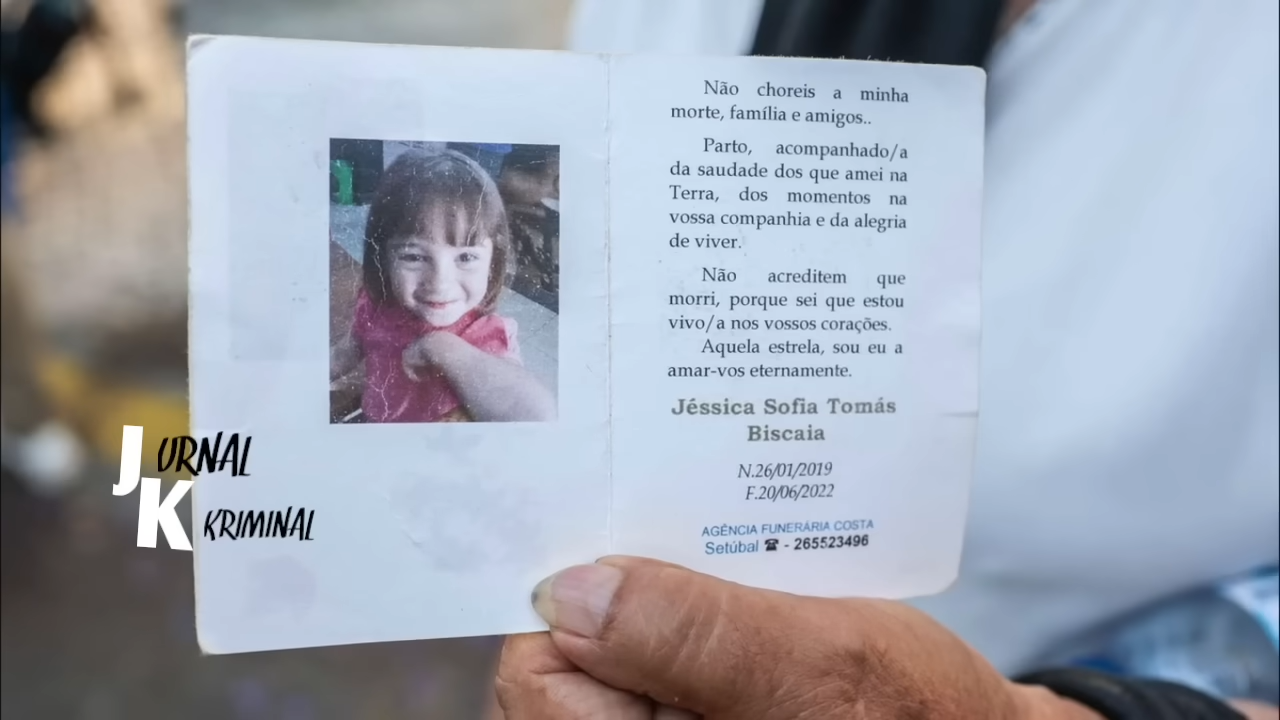 Não choreis a minha
morte, família e amigos..
Parto, acompanhado/a
da saudade dos que amei na
Terra, dos momentos na
vossa companhia e da alegria
de viver.
Não acreditem que
morri, porque sei que estou
vivo/a nos vossos corações.
Aquela estrela, sou eu a
amar-vos eternamente.
Jéssica Sofia Tomás
Biscaia
N.26/01/2019
F.20/06/2022
AGÊNCIA FUNERÁRIA COSTA
Setúbal ☎ - 265523496
JURNAL
KKRIMINAL